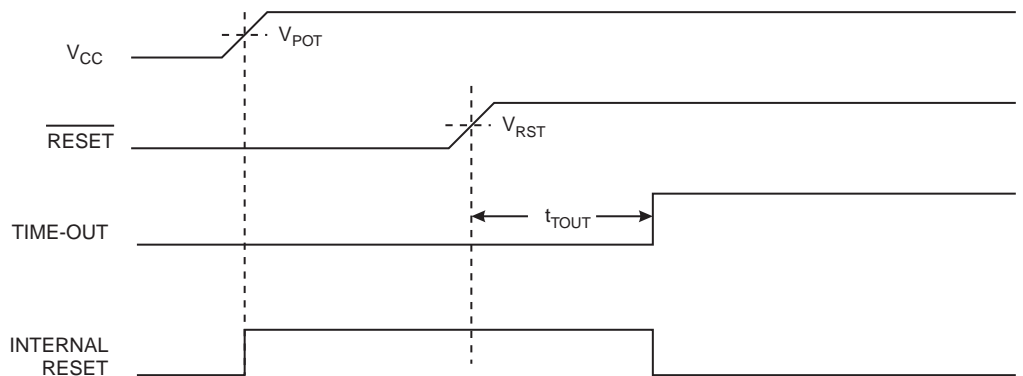 V_CC
V_POT
RESET
V_RST
TIME-OUT
t_TOUT
INTERNAL
RESET